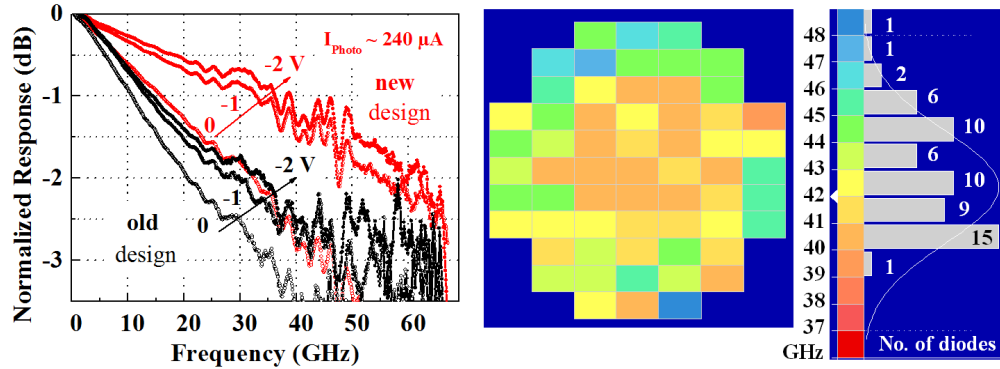 Normalized Response (dB)
0
-1
-2
-3
I_Photo ~ 240 µA
-2 V
-1
0
new
design
-2 V
-1
0
old
design
0 10 20 30 40 50 60
Frequency (GHz)
48
47
46
45
44
43
42
41
40
39
38
37
GHz
1
1
2
6
10
6
10
9
15
1
No. of diodes